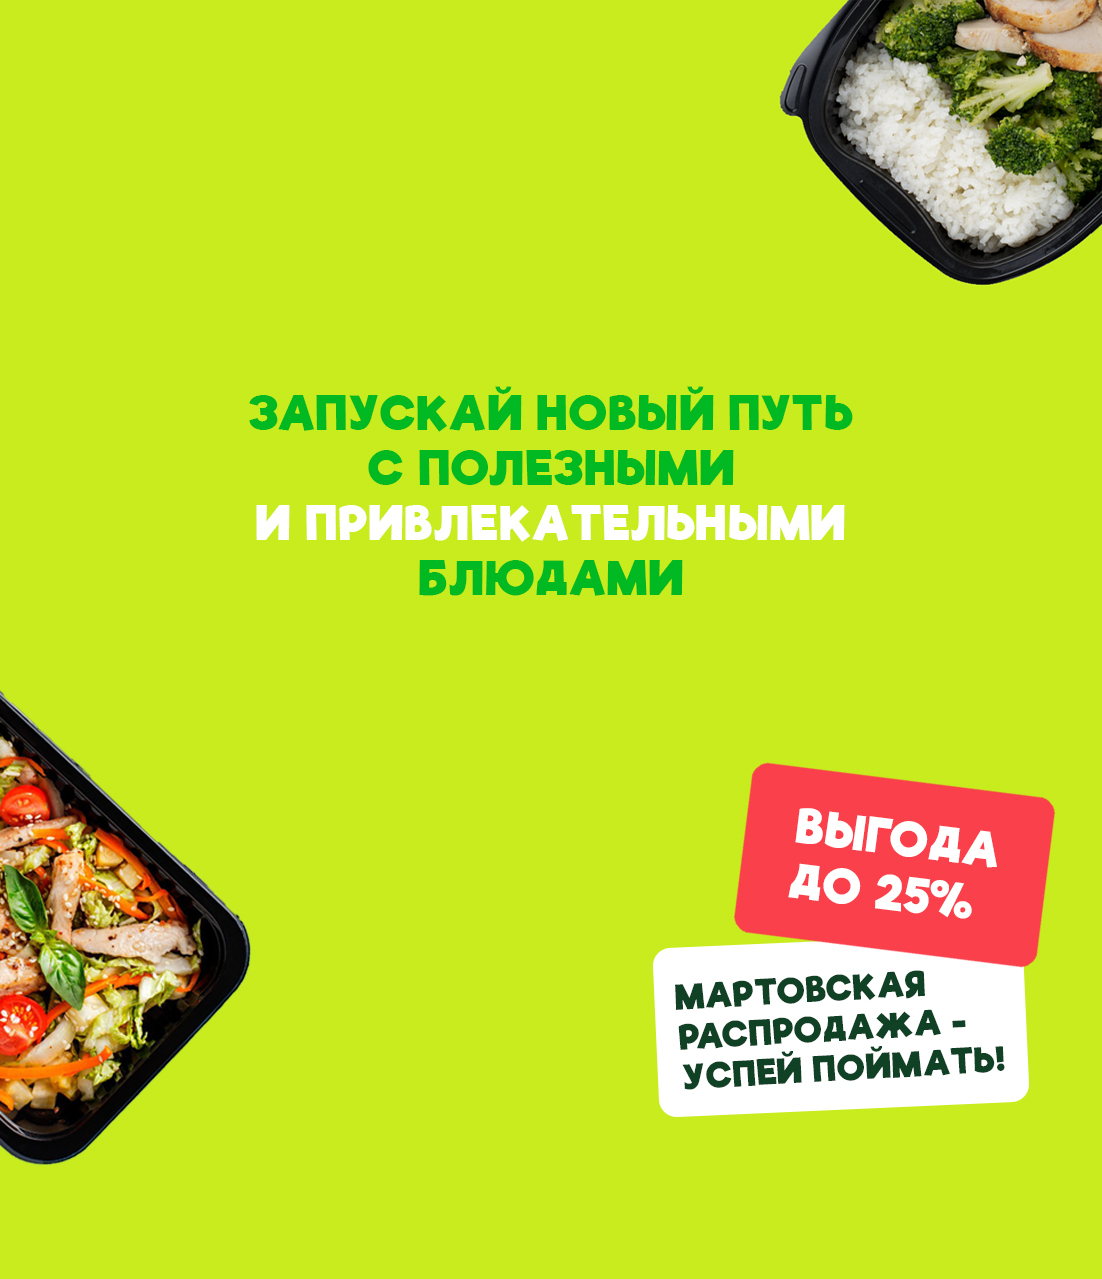 ЗАПУСКАЙ НОВЫЙ ПУТЬ
С ПОЛЕЗНЫМИ
И ПРИВЛЕКАТЕЛЬНЫМИ
БЛЮДАМИ
ВЫГОДА
ДО 25%
МАРТОВСКАЯ
РАСПРОДАЖА -
УСПЕЙ ПОЙМАТЬ!